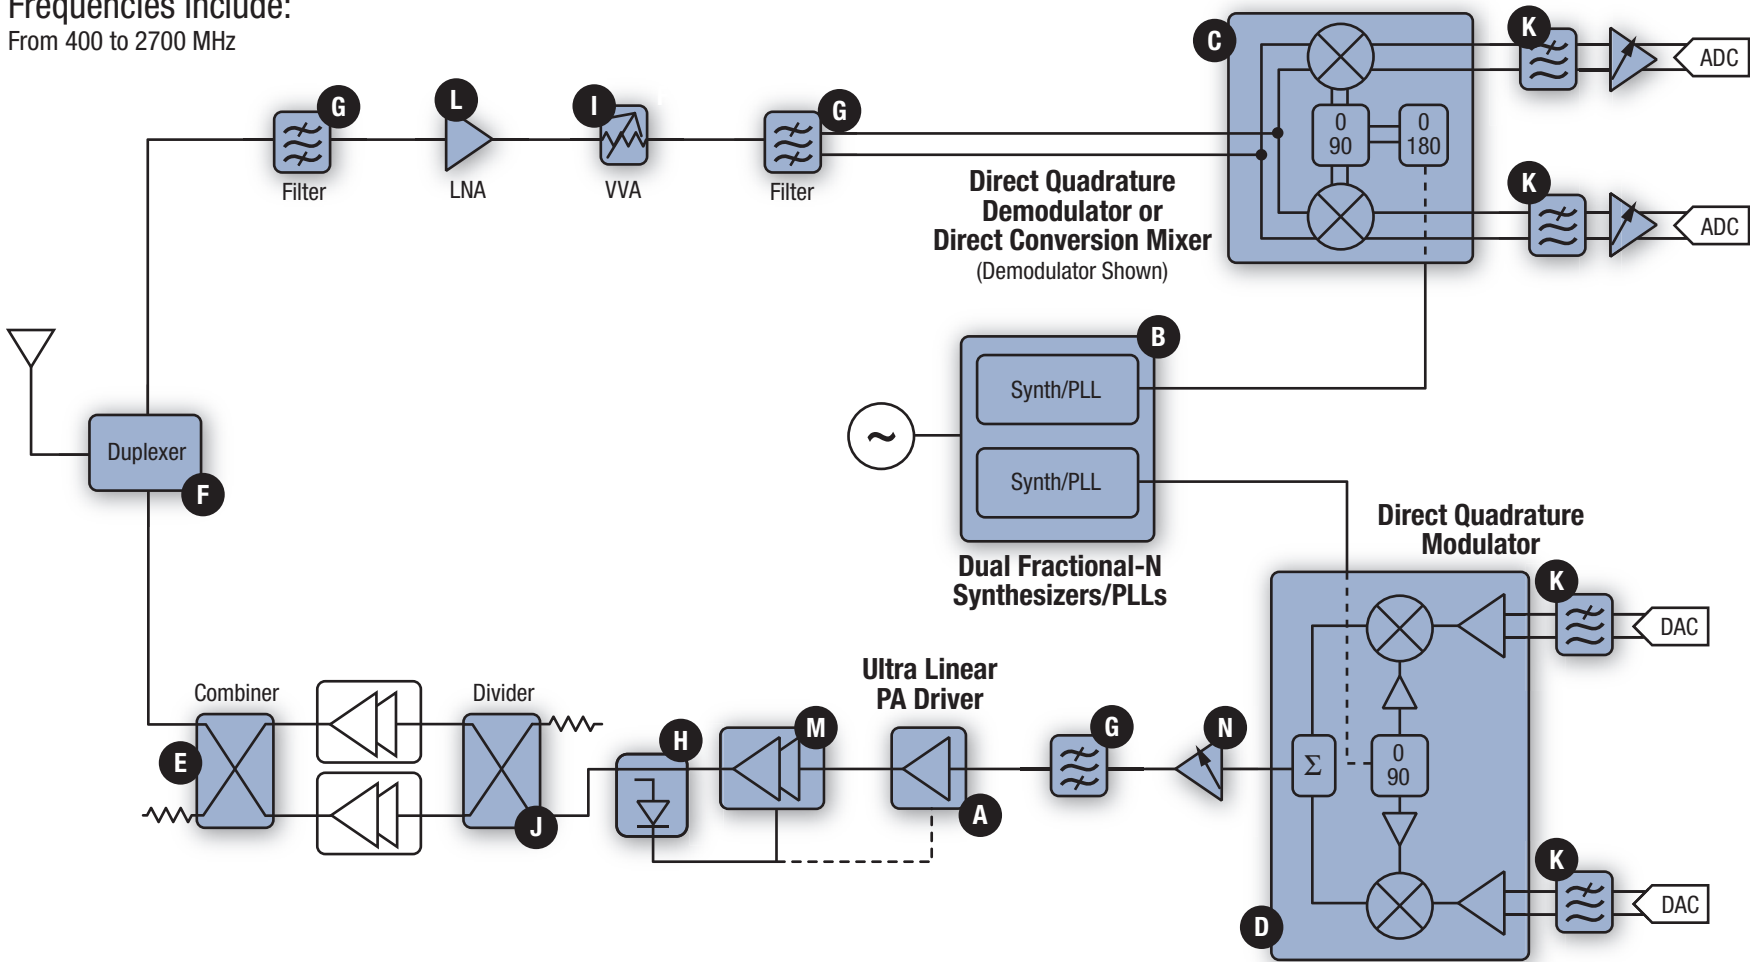 Frequencies Include:
From 400 to 2700 MHz
G
L
I
G
C
K
ADC
Filter
LNA
VVA
Filter
0
90
0
180
K
ADC
Direct Quadrature
Demodulator or
Direct Conversion Mixer
(Demodulator Shown)
B
Synth/PLL
Synth/PLL
~
Dual Fractional-N
Synthesizers/PLLs
Duplexer
F
Direct Quadrature
Modulator
K
DAC
Combiner
Divider
Ultra Linear
PA Driver
E
J
H
M
A
G
N
Σ
0
90
K
DAC
D